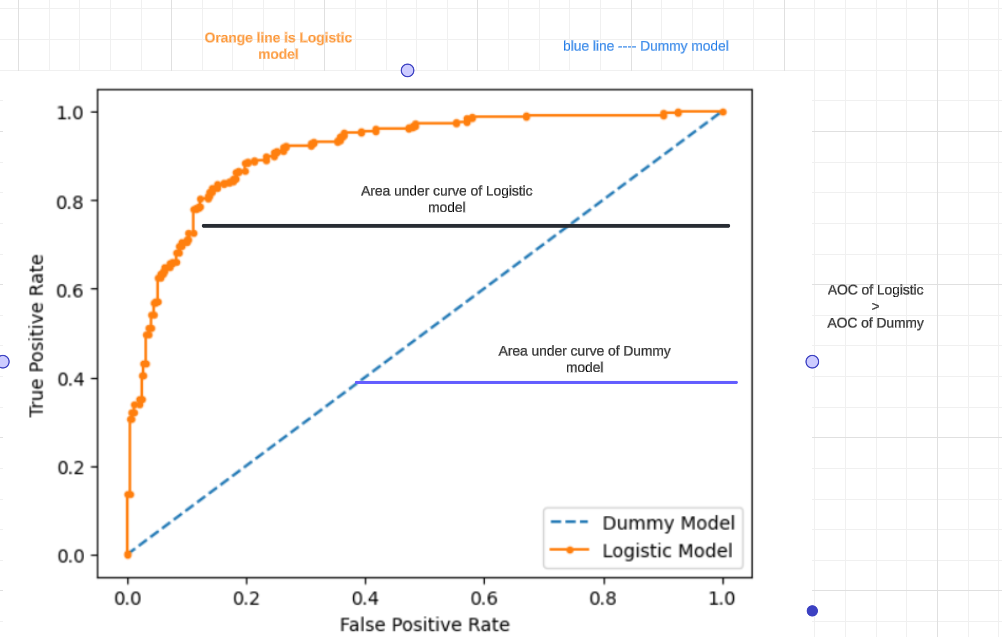 Orange line is Logistic
model
blue line ---- Dummy model
1.0
0.8
0.6
0.4
0.2
0.0
True Positive Rate
Area under curve of Logistic
model
Area under curve of Dummy
model
Dummy Model
Logistic Model
0.0 0.2 0.4 0.6 0.8 1.0
False Positive Rate
AOC of Logistic
>
AOC of Dummy